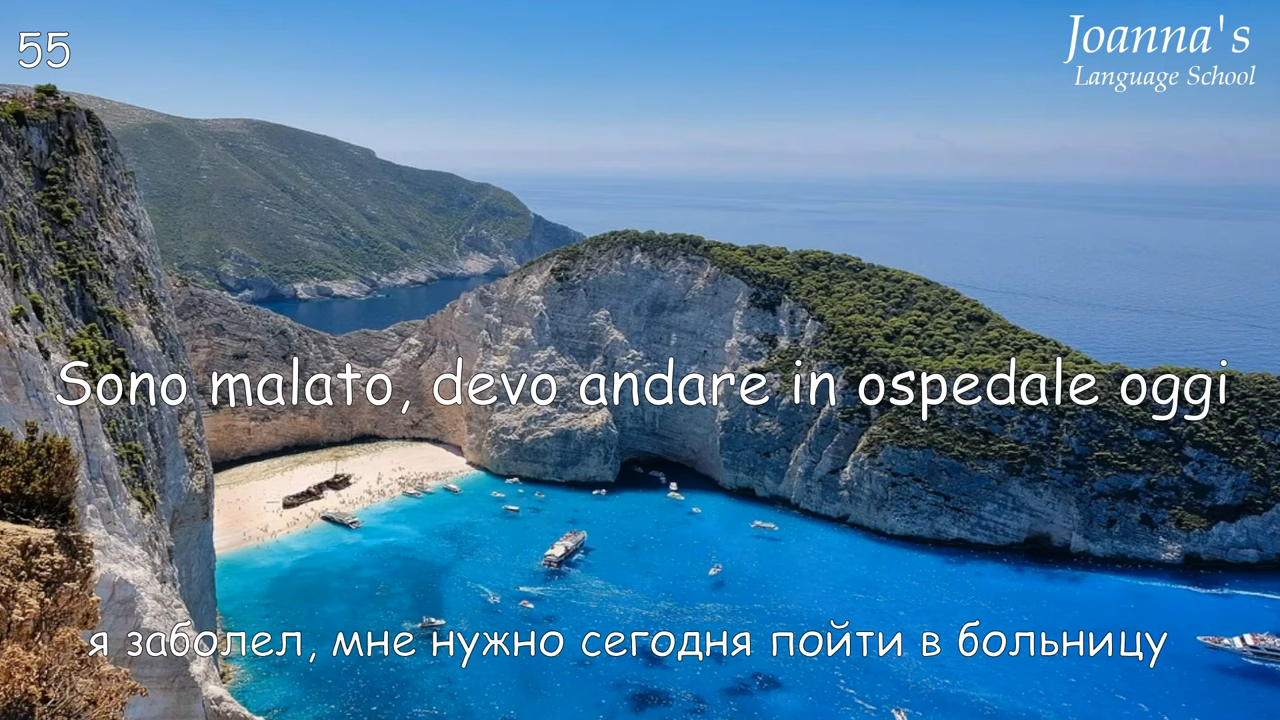 55
Joanna's
Language School
Sono malato, devo andare in ospedale oggi
я заболел, мне нужно сегодня пойти в больницу